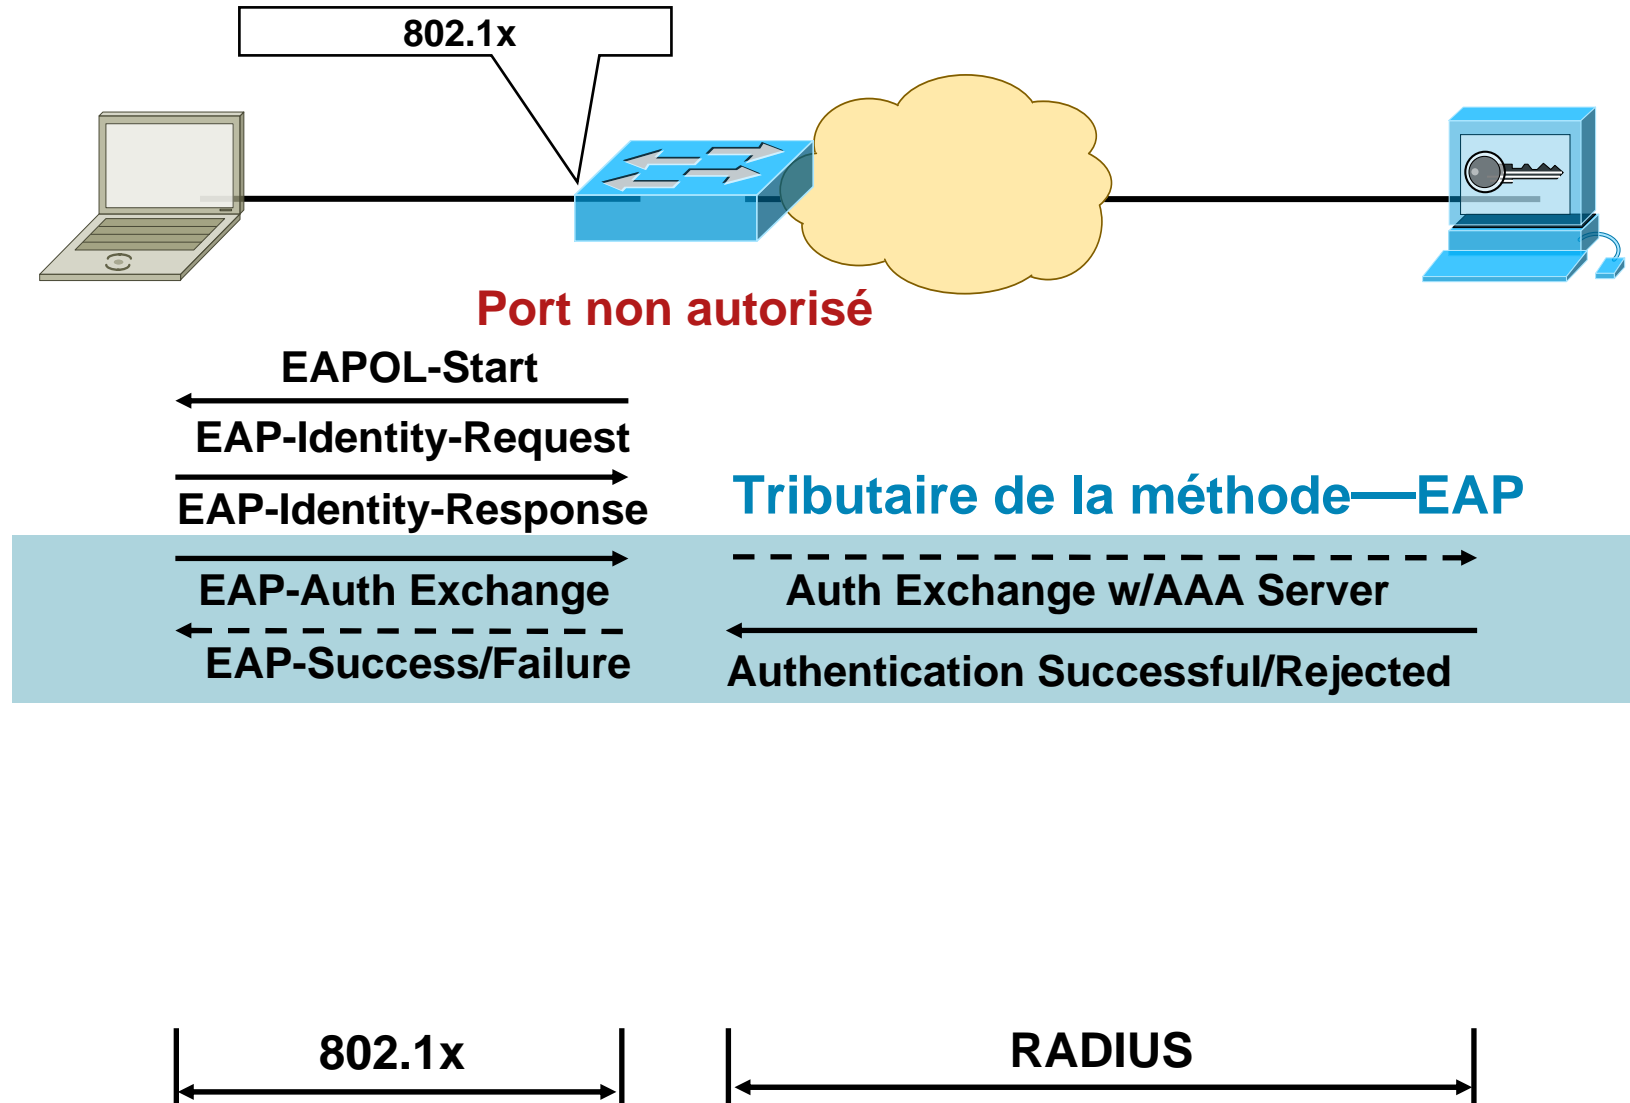 802.1x
Port non autorisé
EAPOL-Start
EAP-Identity-Request
EAP-Identity-Response
Tributaire de la méthode—EAP
EAP-Auth Exchange
Auth Exchange w/AAA Server
EAP-Success/Failure
Authentication Successful/Rejected
802.1x
RADIUS